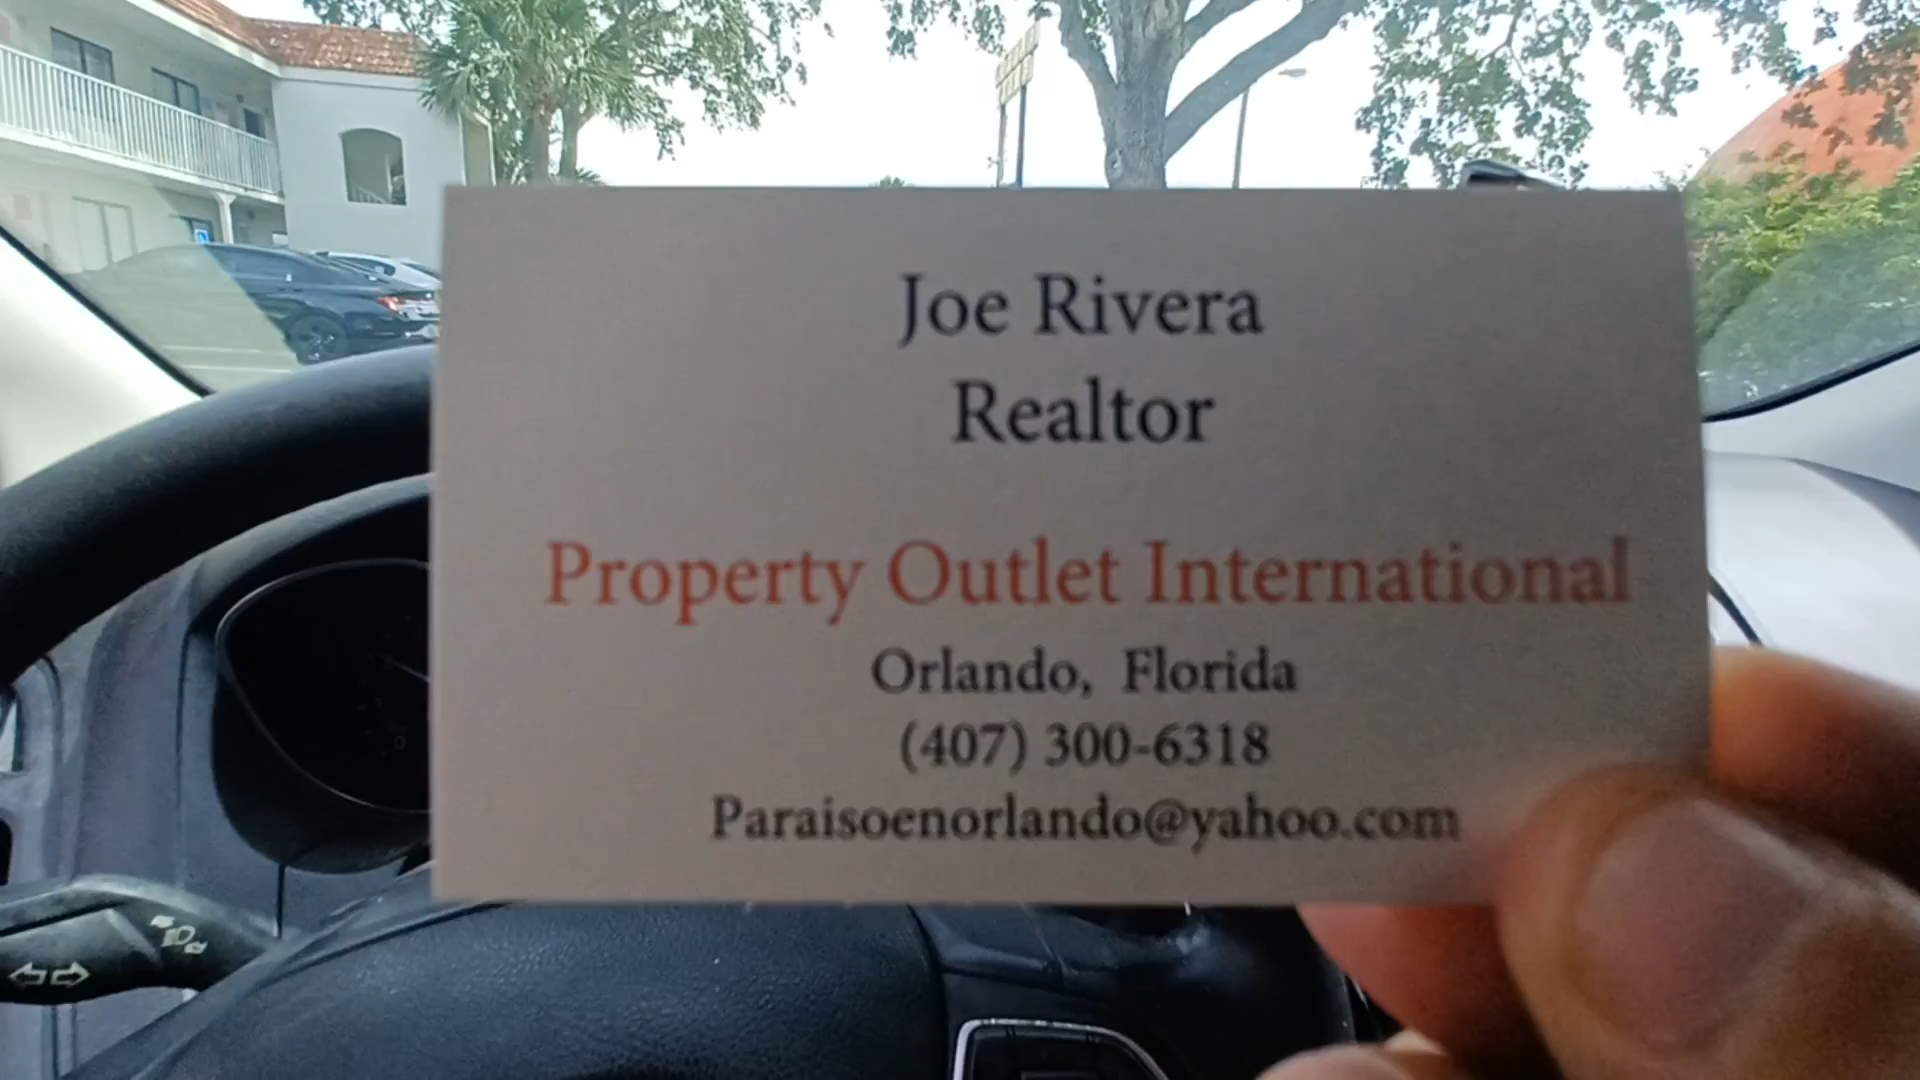 Joe Rivera
Realtor
Property Outlet International
Orlando, Florida
(407) 300-6318
Paraisoenorlando@yahoo.com